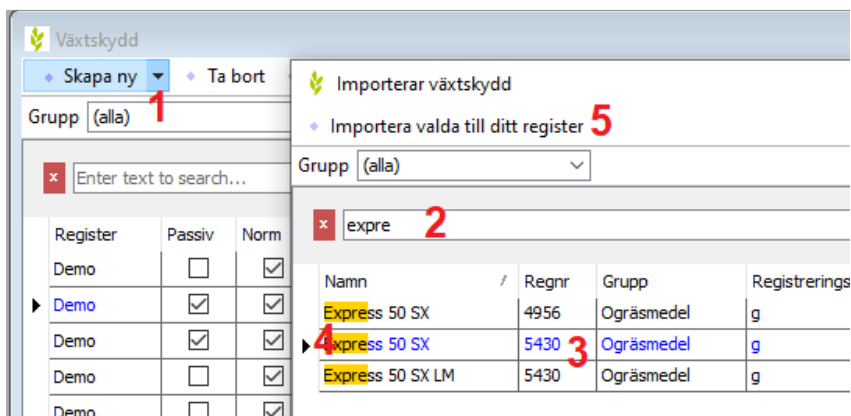 Växtskydd
Skapa ny
Ta bort
1
Grupp (alla)
x Enter text to search...
Register Passiv Norm
Demo
Demo
Demo
Demo
Demo
Importerar växtskydd
Importera valda till ditt register 5
Grupp (alla)
x expre 2
Namn / Regnr Grupp Registrerings
Express 50 SX 4956 Ogräsmedel g
4 Express 50 SX 5430 3 Ogräsmedel g
Express 50 SX LM 5430 Ogräsmedel g